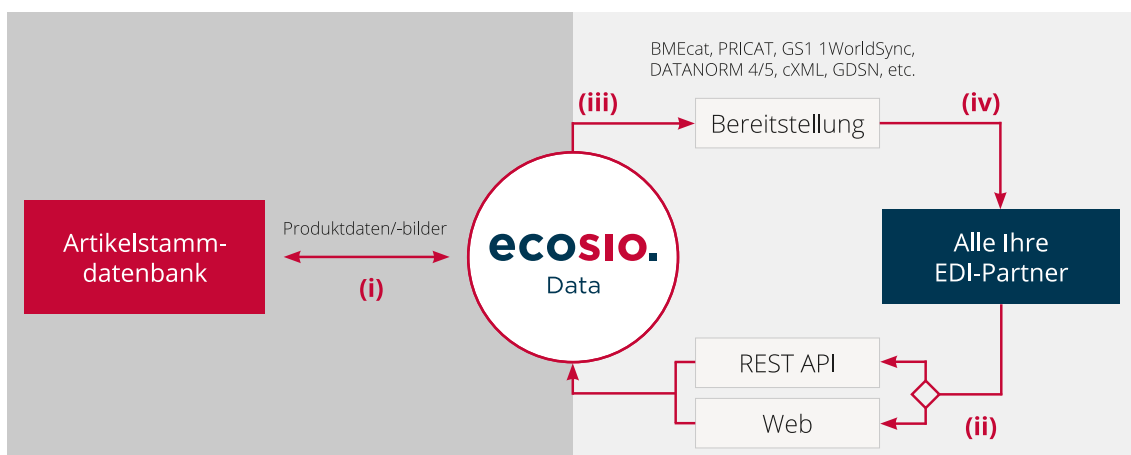 BMEcat, PRICAT, GS1 1WorldSync,
DATANORM 4/5, cXML, GDSN, etc.
(iii)
(iv)
Bereitstellung
Artikelstamm-
datenbank
Produktdaten/-bilder
(i)
ecosio.
Data
Alle Ihre
EDI-Partner
REST API
Web
(ii)